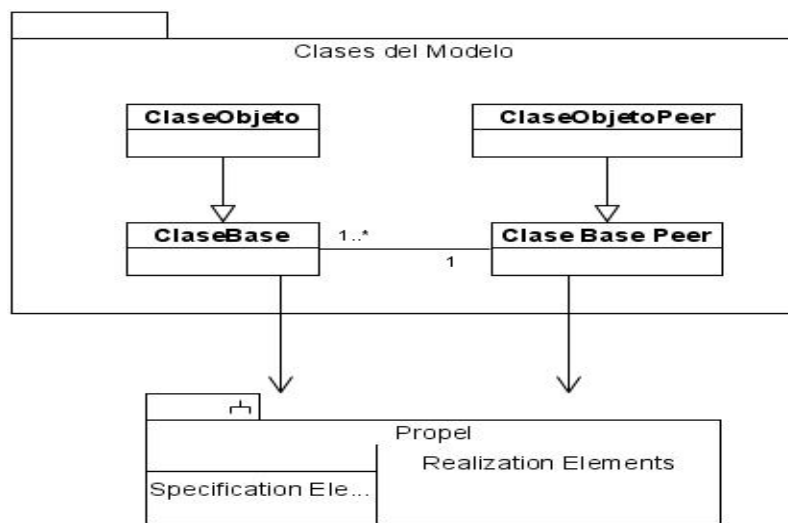 Clases del Modelo
ClaseObjeto
ClaseObjetoPeer
ClaseBase
1..*
1
Clase Base Peer
Propel
Realization Elements
Specification Ele...